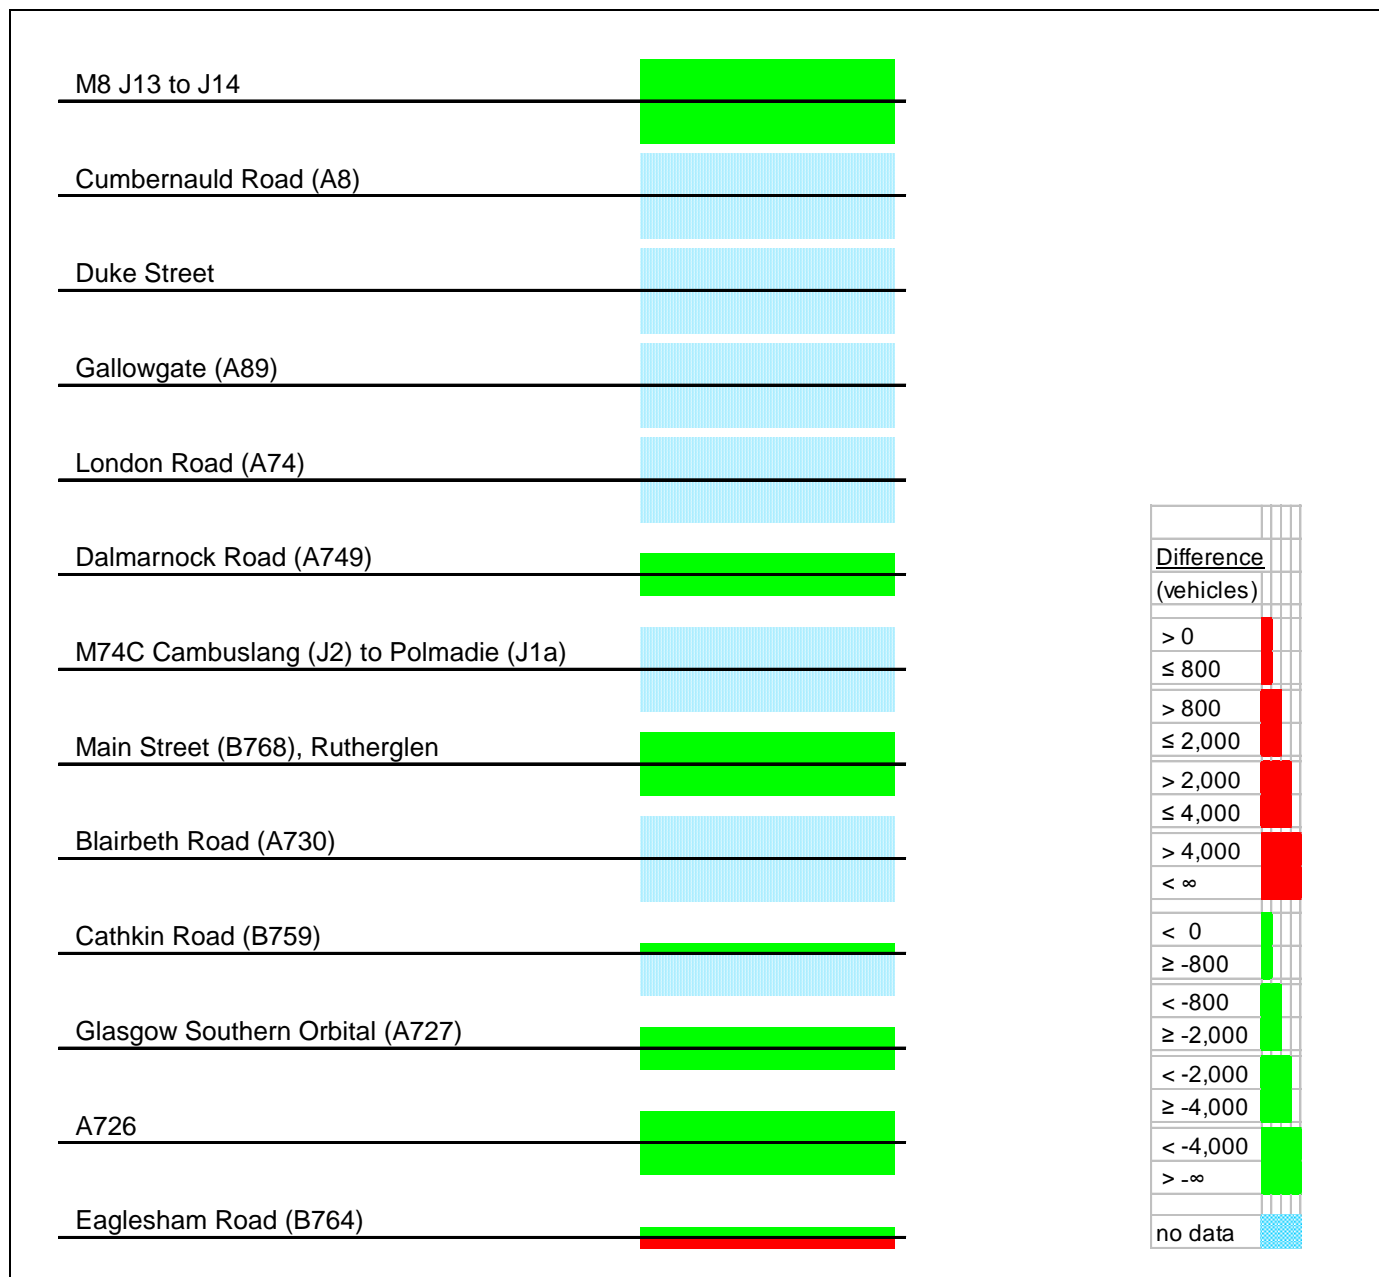 M8 J13 to J14
Cumbernauld Road (A8)
Duke Street
Gallowgate (A89)
London Road (A74)
Dalmarnock Road (A749)
M74C Cambuslang (J2) to Polmadie (J1a)
Main Street (B768), Rutherglen
Blairbeth Road (A730)
Cathkin Road (B759)
Glasgow Southern Orbital (A727)
A726
Eaglesham Road (B764)
Difference
(vehicles)
> 0
≤ 800
> 800
≤ 2,000
> 2,000
≤ 4,000
> 4,000
< ∞
< 0
≥ -800
< -800
≥ -2,000
< -2,000
≥ -4,000
< -4,000
> -∞
no data